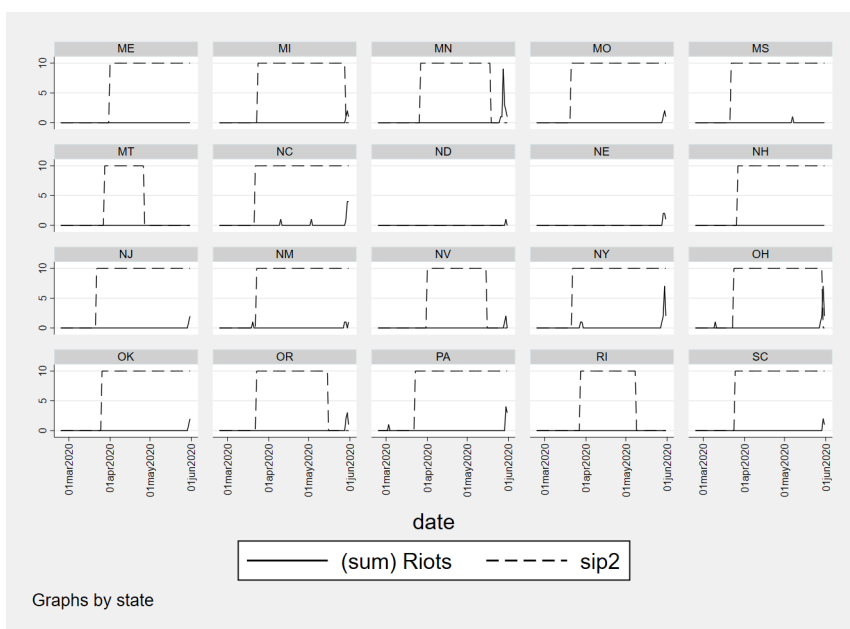 ME MI MN MO MS
10
5
0
MT NC ND NE NH
10
5
0
NJ NM NV NY OH
10
5
0
OK OR PA RI SC
10
5
0
01mar2020 01apr2020 01may2020 01jun2020 01mar2020 01apr2020 01may2020 01jun2020 01mar2020 01apr2020 01may2020 01jun2020 01mar2020 01apr2020 01may2020 01jun2020 01mar2020 01apr2020 01may2020 01jun2020
date
(sum) Riots sip2
Graphs by state